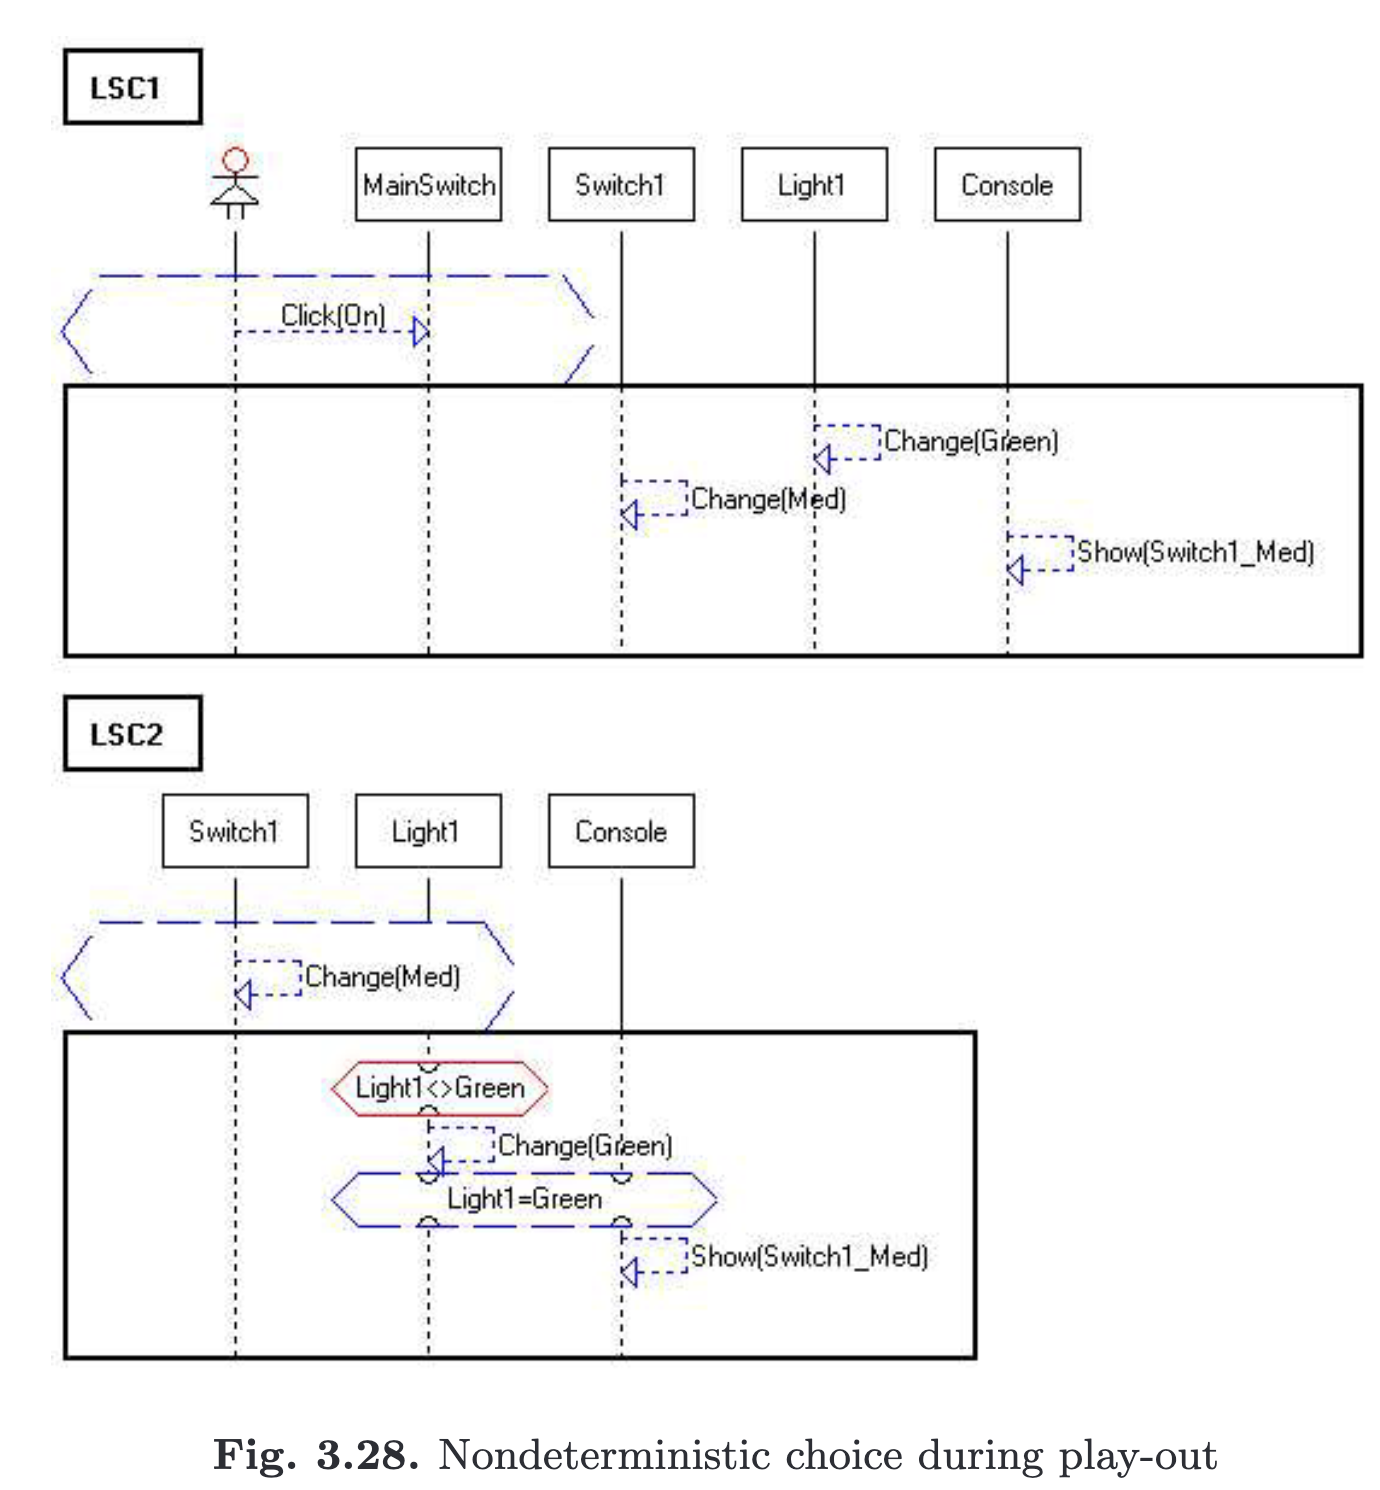 LSC1
MainSwitch Switch1 Light1 Console
Click(On)
Change(Green)
Change(Med)
Show(Switch1_Med)
LSC2
Switch1 Light1 Console
Change(Med)
Light1<>Green
Change(Green)
Light1=Green
Show(Switch1_Med)
Fig. 3.28. Nondeterministic choice during play-out